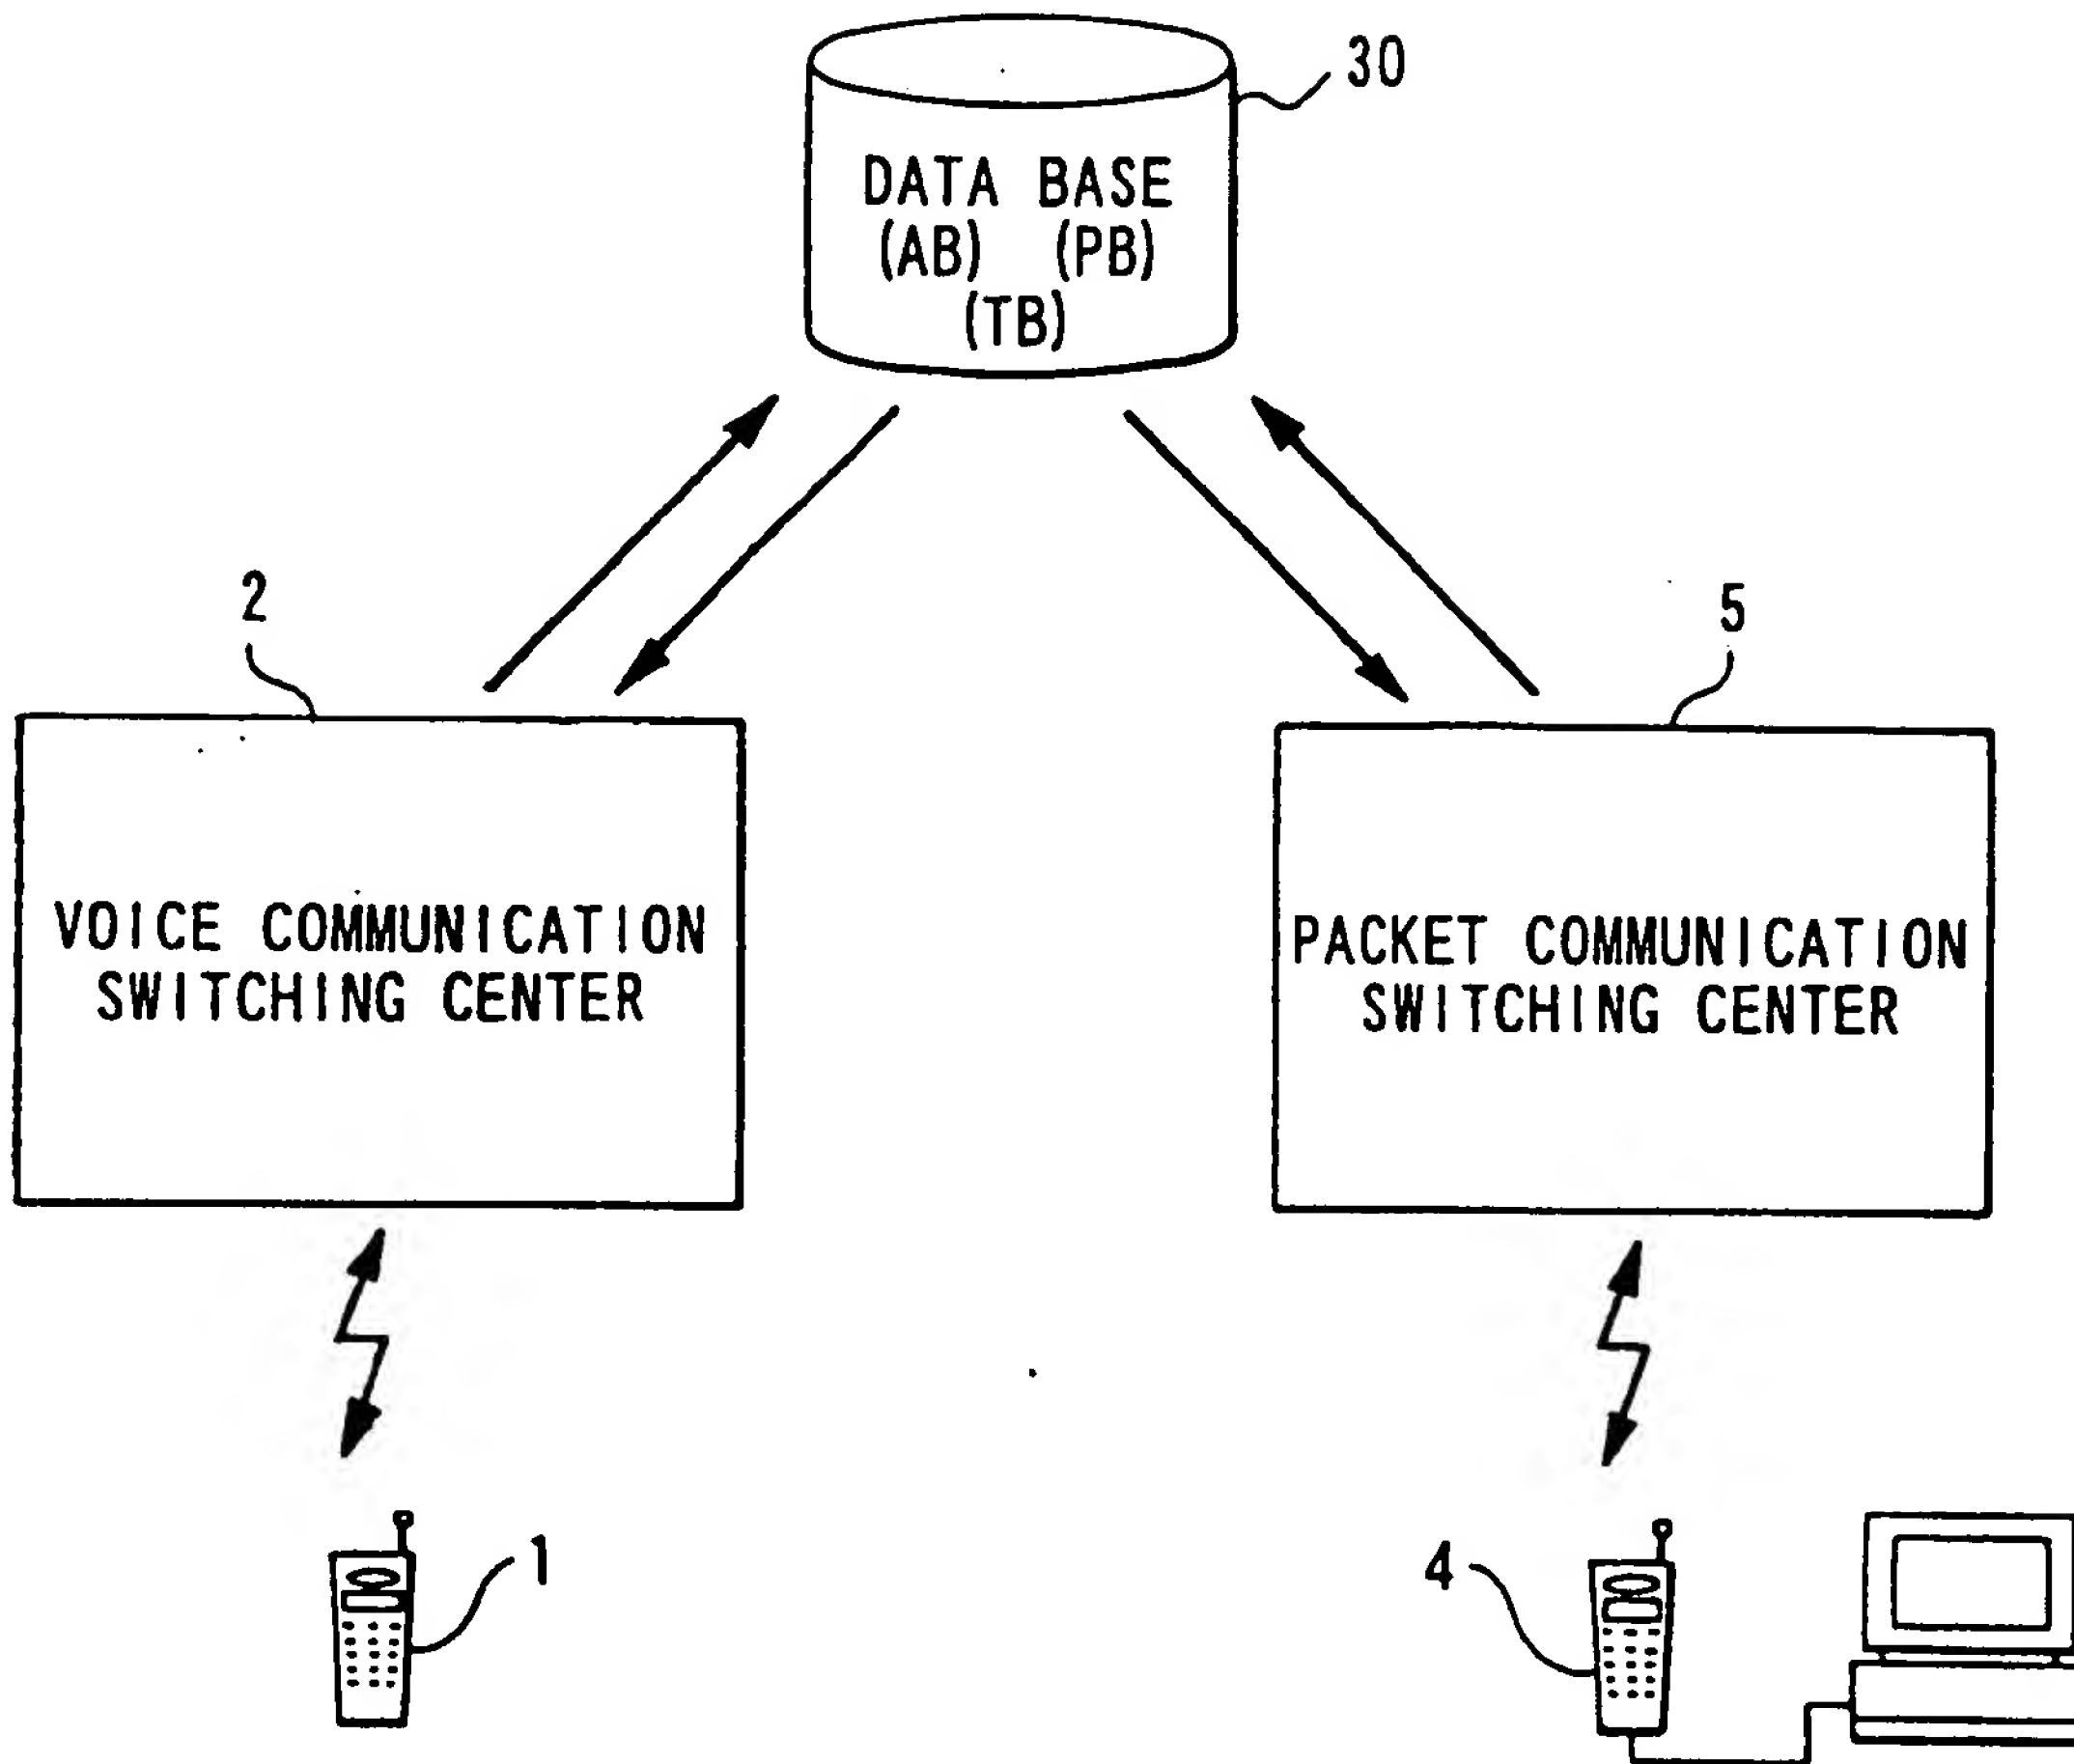 30
DATA BASE
(AB) (PB)
(TB)
2
5
VOICE COMMUNICATION
SWITCHING CENTER
PACKET COMMUNICATION
SWITCHING CENTER
1
4